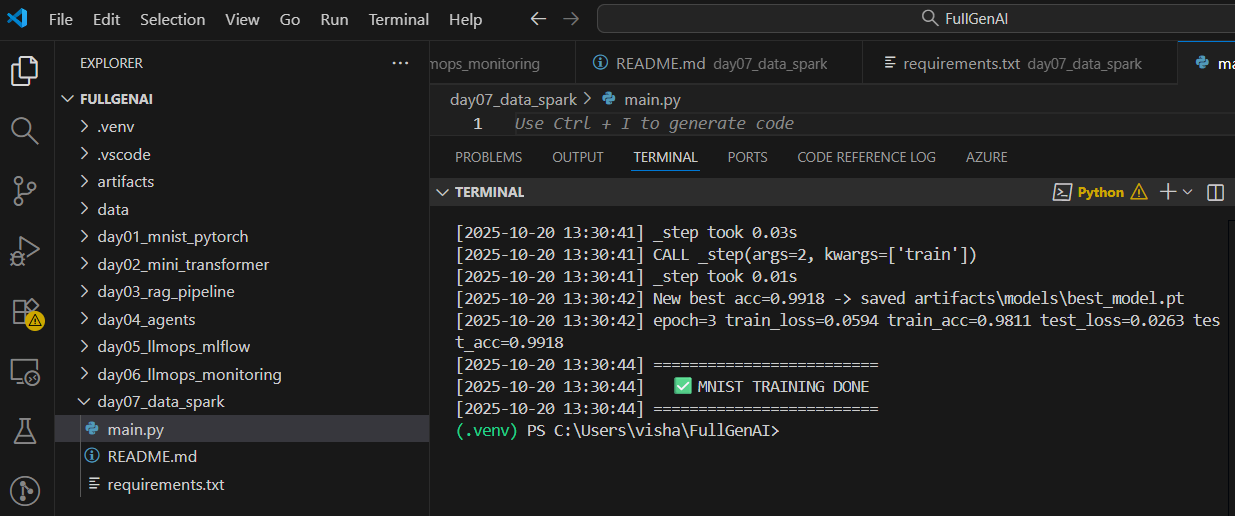 File Edit Selection View Go Run Terminal Help ← → FullGenAI
EXPLORER ···
FULLGENAI
.venv
.vscode
artifacts
data
day01_mnist_pytorch
day02_mini_transformer
day03_rag_pipeline
day04_agents
day05_llmops_mlflow
day06_llmops_monitoring
day07_data_spark
main.py
README.md
requirements.txt
mops_monitoring README.md day07_data_spark requirements.txt day07_data_spark ma
day07_data_spark > main.py
1 Use Ctrl + I to generate code
PROBLEMS OUTPUT TERMINAL PORTS CODE REFERENCE LOG AZURE
TERMINAL Python
[2025-10-20 13:30:41] _step took 0.03s
[2025-10-20 13:30:41] CALL _step(args=2, kwargs=['train'])
[2025-10-20 13:30:41] _step took 0.01s
[2025-10-20 13:30:42] New best acc=0.9918 -> saved artifacts\models\best_model.pt
[2025-10-20 13:30:42] epoch=3 train_loss=0.0594 train_acc=0.9811 test_loss=0.0263 tes
t_acc=0.9918
[2025-10-20 13:30:44] =========================
[2025-10-20 13:30:44] ✅ MNIST TRAINING DONE
[2025-10-20 13:30:44] =========================
(.venv) PS C:\Users\visha\FullGenAI>